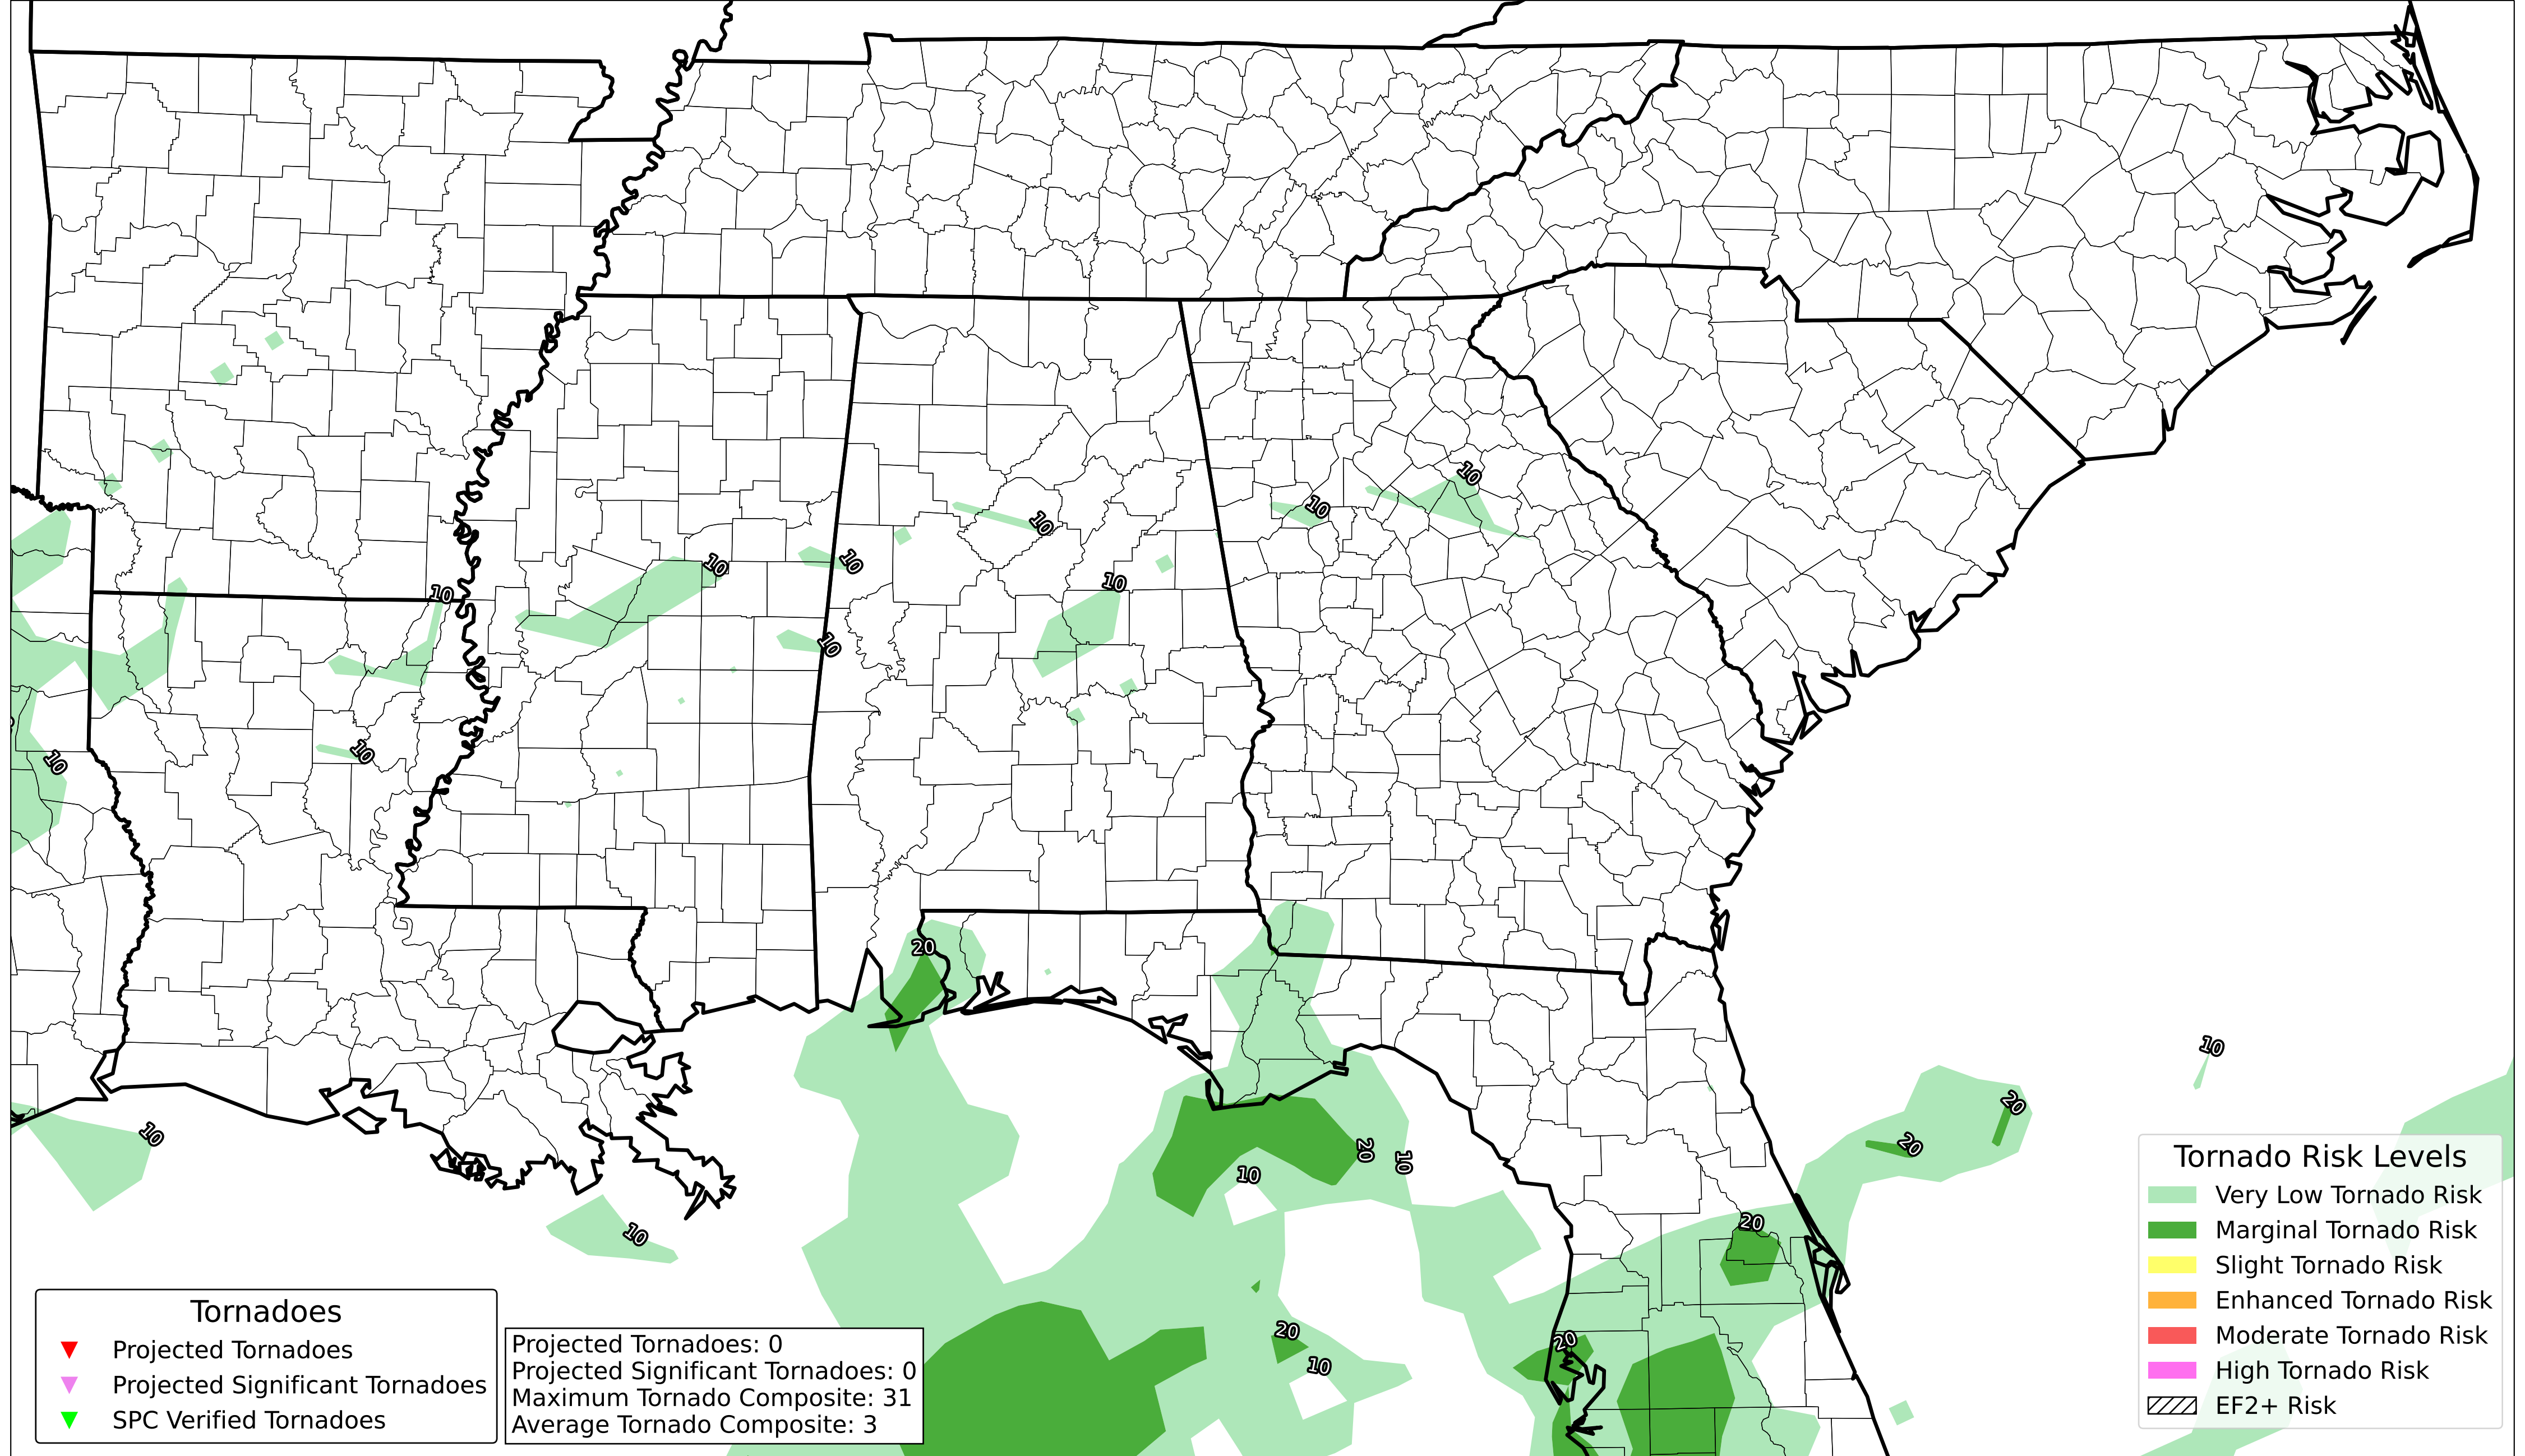 10
10
10
10
10
10
10
10
10
10
10
20
10
20
20
10
20
10
10
10
20
20
20
10
Tornado Risk Levels
Very Low Tornado Risk
Marginal Tornado Risk
Slight Tornado Risk
Enhanced Tornado Risk
Moderate Tornado Risk
High Tornado Risk
EF2+ Risk
Tornadoes
Projected Tornadoes
Projected Significant Tornadoes
SPC Verified Tornadoes
Projected Tornadoes: 0
Projected Significant Tornadoes: 0
Maximum Tornado Composite: 31
Average Tornado Composite: 3